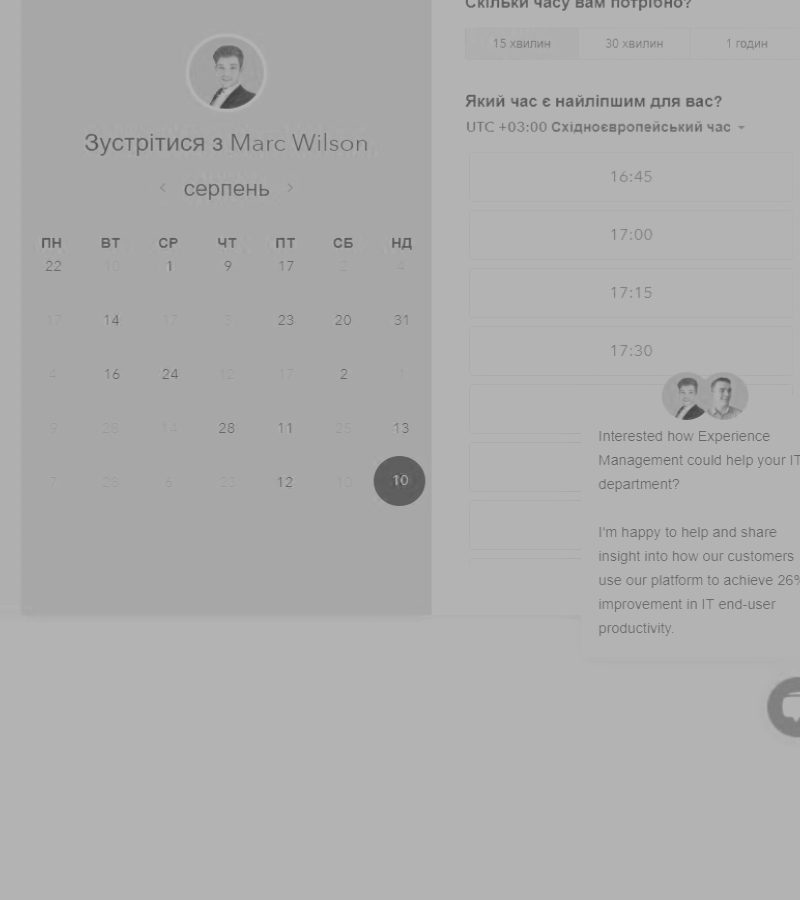 Скільки часу вам потрібно?
15 хвилин 30 хвилин 1 годин
Зустрітися з Marc Wilson
серпень
ПН ВТ СР ЧТ ПТ СБ НД
22 10 1 9 17 2 4
17 14 17 3 23 20 31
4 16 24 12 17 2 1
9 28 14 28 11 25 13
7 25 6 23 12 10 10
Який час є найліпшим для вас?
UTC +03:00 Східноєвропейський час
16:45
17:00
17:15
17:30
Interested how Experience
Management could help your IT
department?
I'm happy to help and share
insight into how our customers
use our platform to achieve 26%
improvement in IT end-user
productivity.